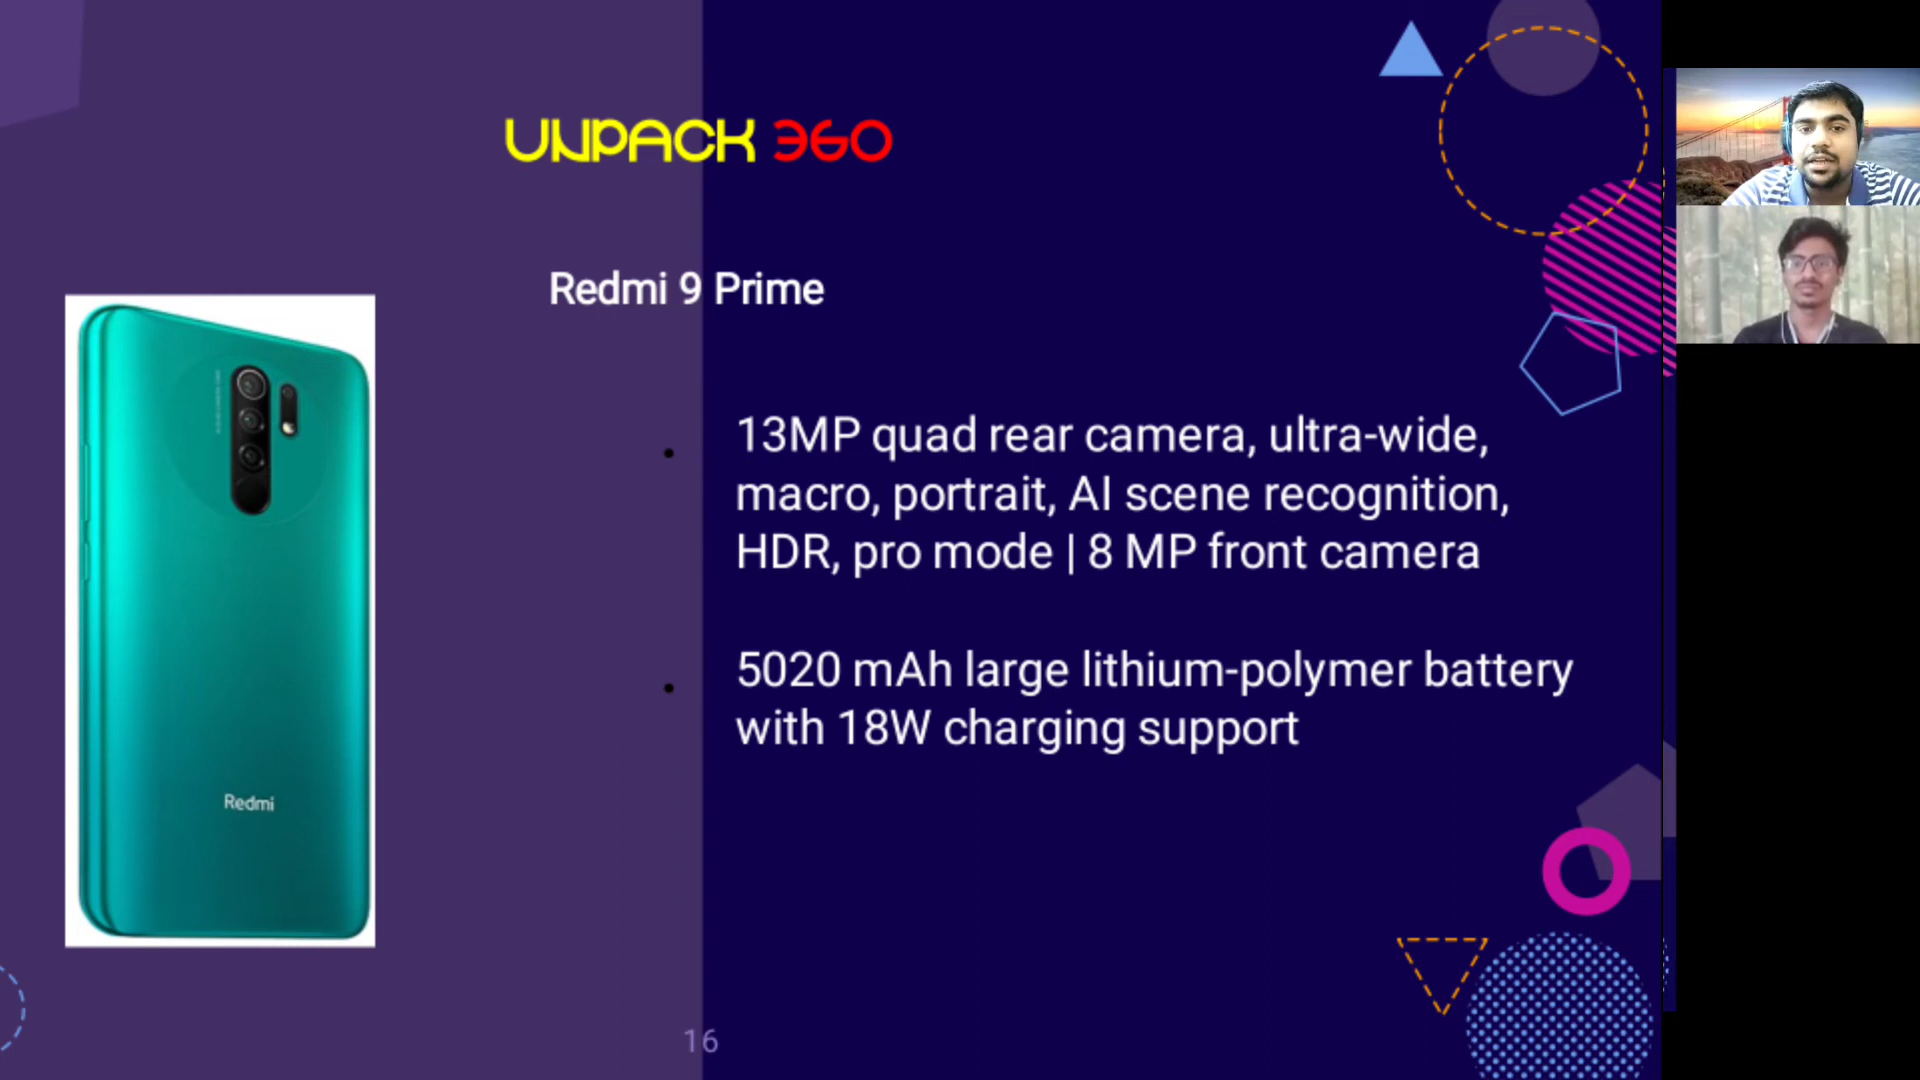 UNPACK 360
Redmi 9 Prime
13MP quad rear camera, ultra-wide,
macro, portrait, AI scene recognition,
HDR, pro mode | 8 MP front camera
5020 mAh large lithium-polymer battery
with 18W charging support
Redmi
16